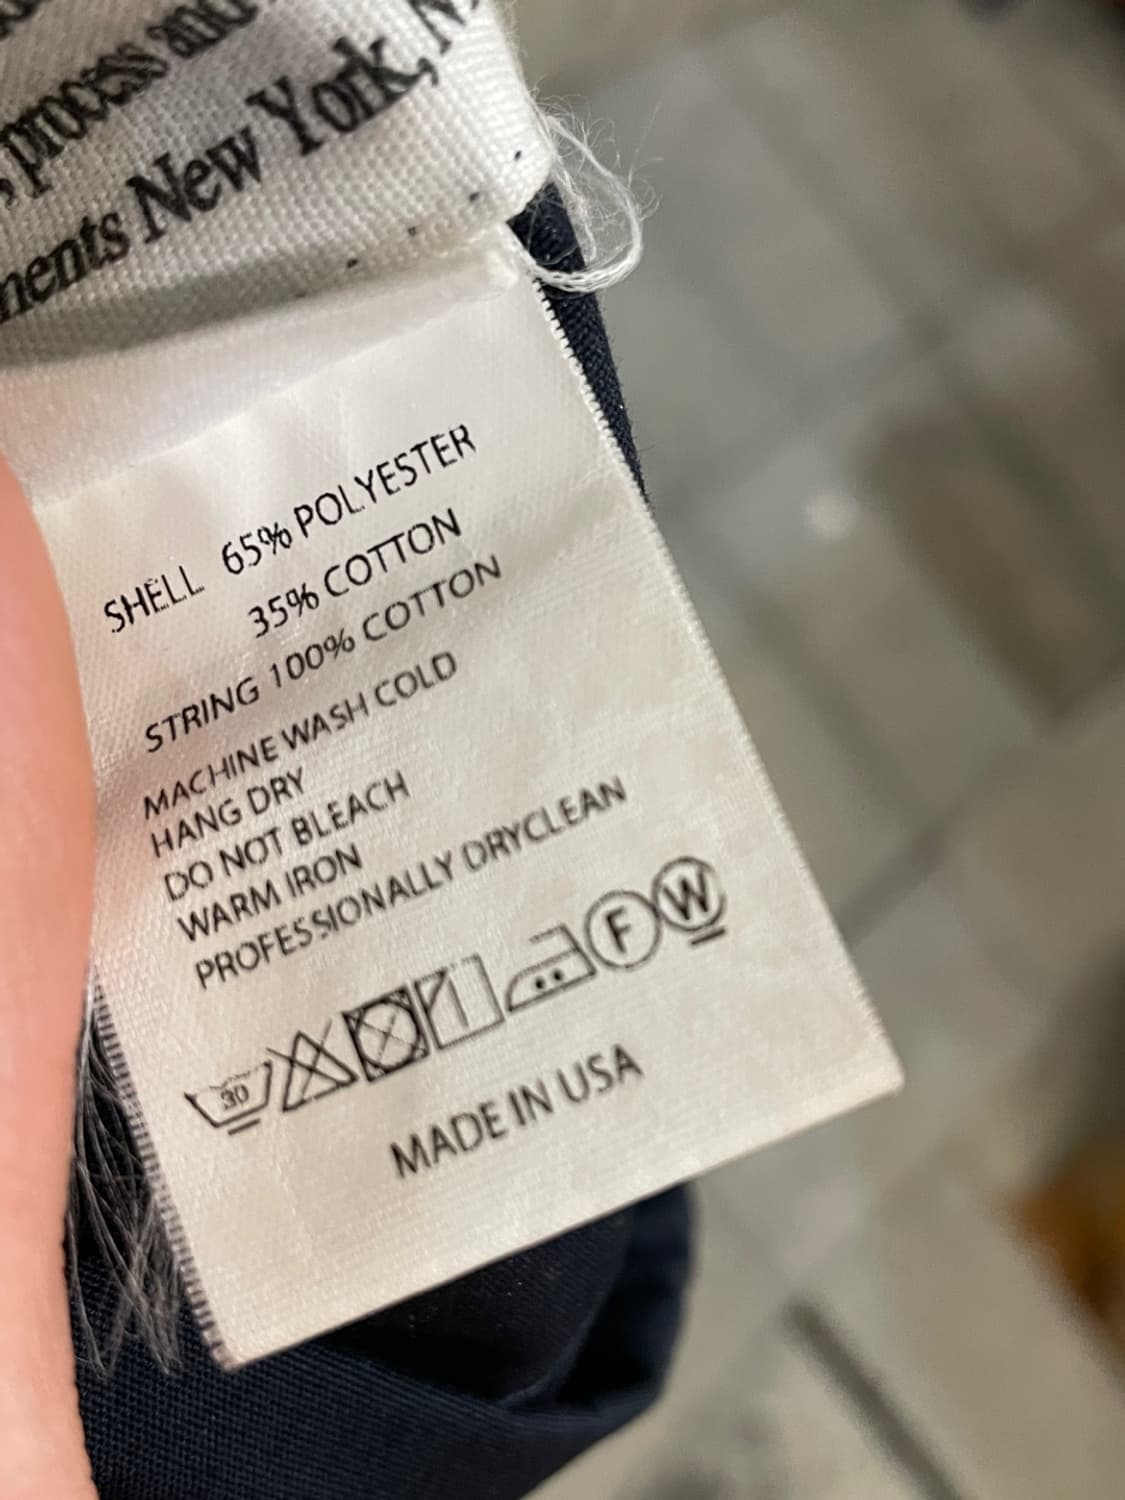 process and
New York,
SHELL 65% POLYESTER
35% COTTON
STRING 100% COTTON
MACHINE WASH COLD
HANG DRY
DO NOT BLEACH
WARM IRON
PROFESSIONALLY DRYCLEAN
30 F W
MADE IN USA